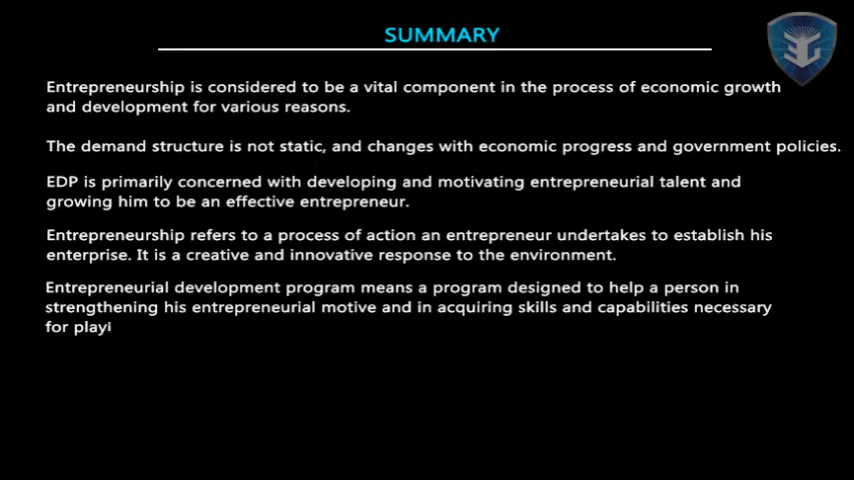 SUMMARY
Entrepreneurship is considered to be a vital component in the process of economic growth
and development for various reasons.
The demand structure is not static, and changes with economic progress and government policies.
EDP is primarily concerned with developing and motivating entrepreneurial talent and
growing him to be an effective entrepreneur.
Entrepreneurship refers to a process of action an entrepreneur undertakes to establish his
enterprise. It is a creative and innovative response to the environment.
Entrepreneurial development program means a program designed to help a person in
strengthening his entrepreneurial motive and in acquiring skills and capabilities necessary
for playi